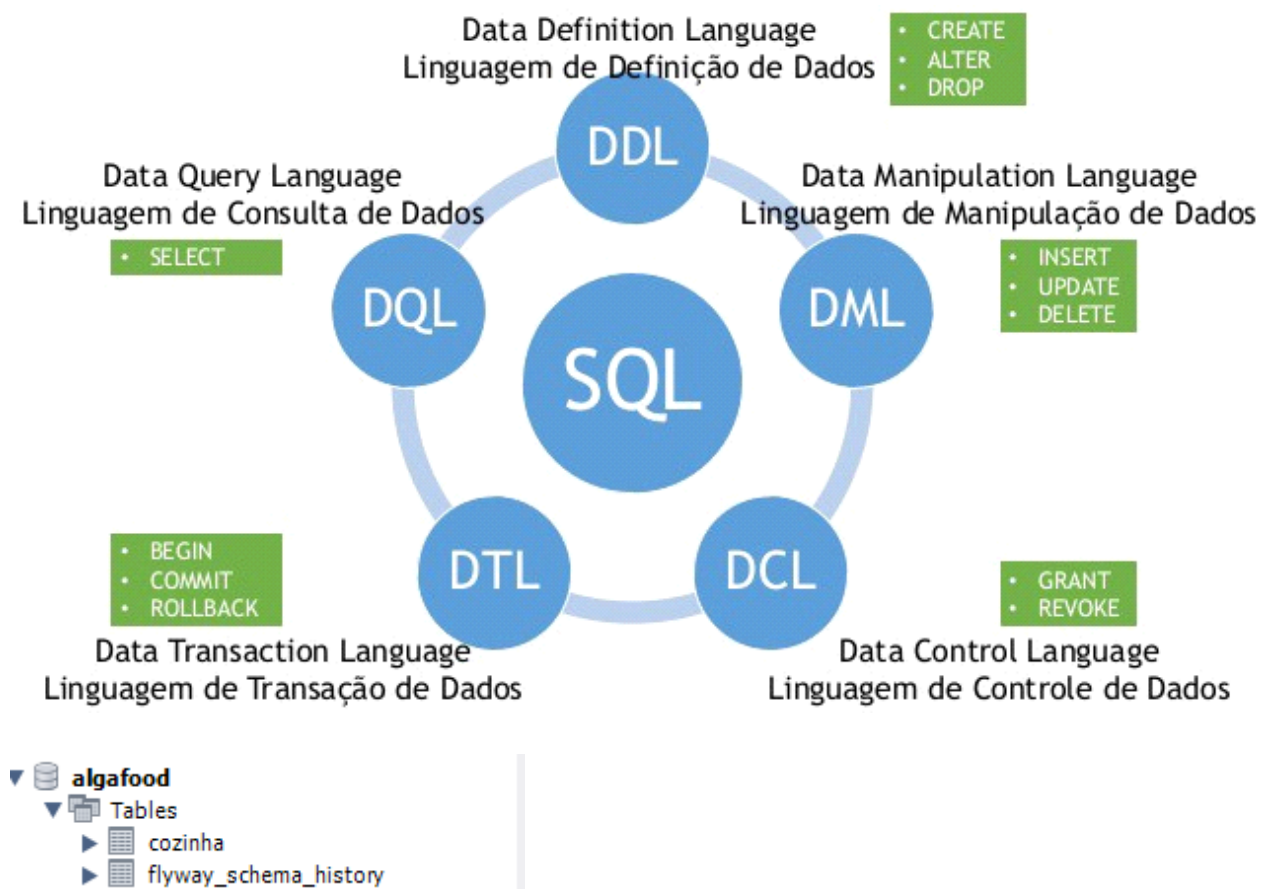 Data Definition Language
Linguagem de Definição de Dados
• CREATE
• ALTER
• DROP
DDL
Data Query Language
Linguagem de Consulta de Dados
• SELECT
DQL
Data Manipulation Language
Linguagem de Manipulação de Dados
• INSERT
• UPDATE
• DELETE
DML
SQL
• BEGIN
• COMMIT
• ROLLBACK
DTL
Data Transaction Language
Linguagem de Transação de Dados
DCL
• GRANT
• REVOKE
Data Control Language
Linguagem de Controle de Dados
algafood
Tables
cozinha
flyway_schema_history